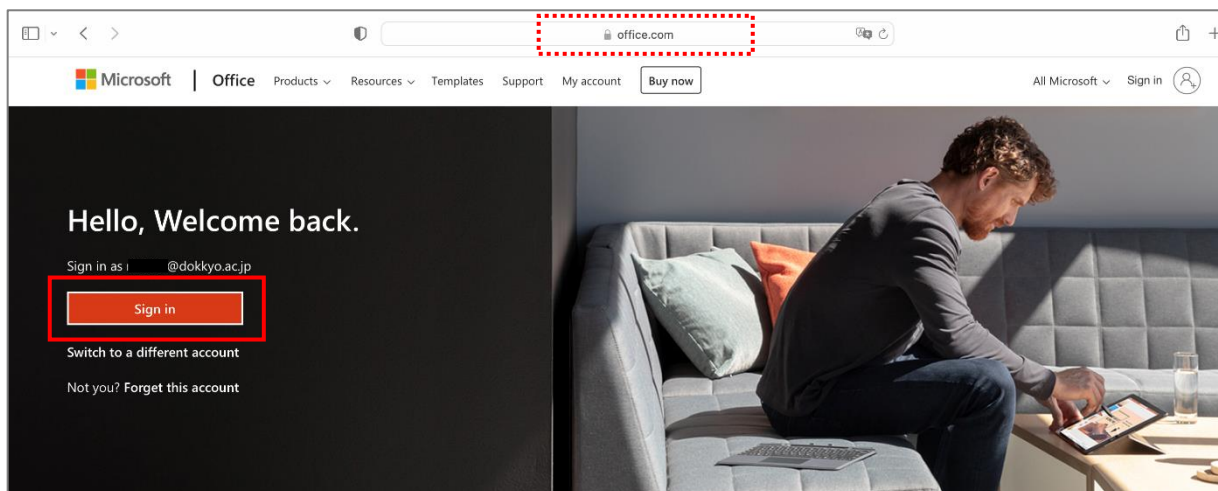 office.com
Microsoft | Office Products Resources Templates Support My account Buy now All Microsoft Sign in
Hello, Welcome back.
Sign in as @dokkyo.ac.jp
Sign in
Switch to a different account
Not you? Forget this account